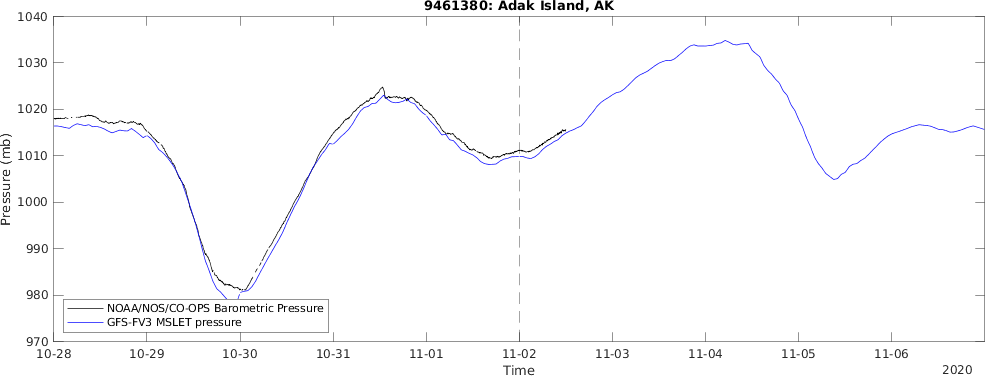 9461380: Adak Island, AK
1040
1030
1020
1010
1000
990
980
970
Pressure (mb)
NOAA/NOS/CO-OPS Barometric Pressure
GFS-FV3 MSLET pressure
10-28 10-29 10-30 10-31 11-01 11-02 11-03 11-04 11-05 11-06
Time
2020